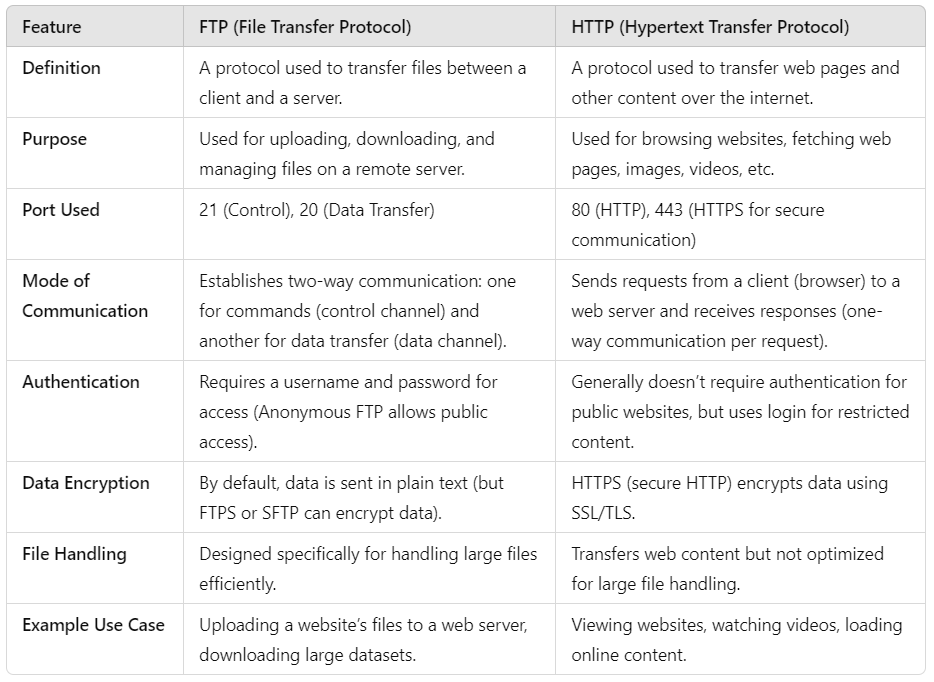 Feature
FTP (File Transfer Protocol)
HTTP (Hypertext Transfer Protocol)
Definition
A protocol used to transfer files between a
client and a server.
A protocol used to transfer web pages and
other content over the internet.
Purpose
Used for uploading, downloading, and
managing files on a remote server.
Used for browsing websites, fetching web
pages, images, videos, etc.
Port Used
21 (Control), 20 (Data Transfer)
80 (HTTP), 443 (HTTPS for secure
communication)
Mode of
Communication
Establishes two-way communication: one
for commands (control channel) and
another for data transfer (data channel).
Sends requests from a client (browser) to a
web server and receives responses (one-
way communication per request).
Authentication
Requires a username and password for
access (Anonymous FTP allows public
access).
Generally doesn’t require authentication for
public websites, but uses login for restricted
content.
Data Encryption
By default, data is sent in plain text (but
FTPS or SFTP can encrypt data).
HTTPS (secure HTTP) encrypts data using
SSL/TLS.
File Handling
Designed specifically for handling large files
efficiently.
Transfers web content but not optimized
for large file handling.
Example Use Case
Uploading a website’s files to a web server,
downloading large datasets.
Viewing websites, watching videos, loading
online content.